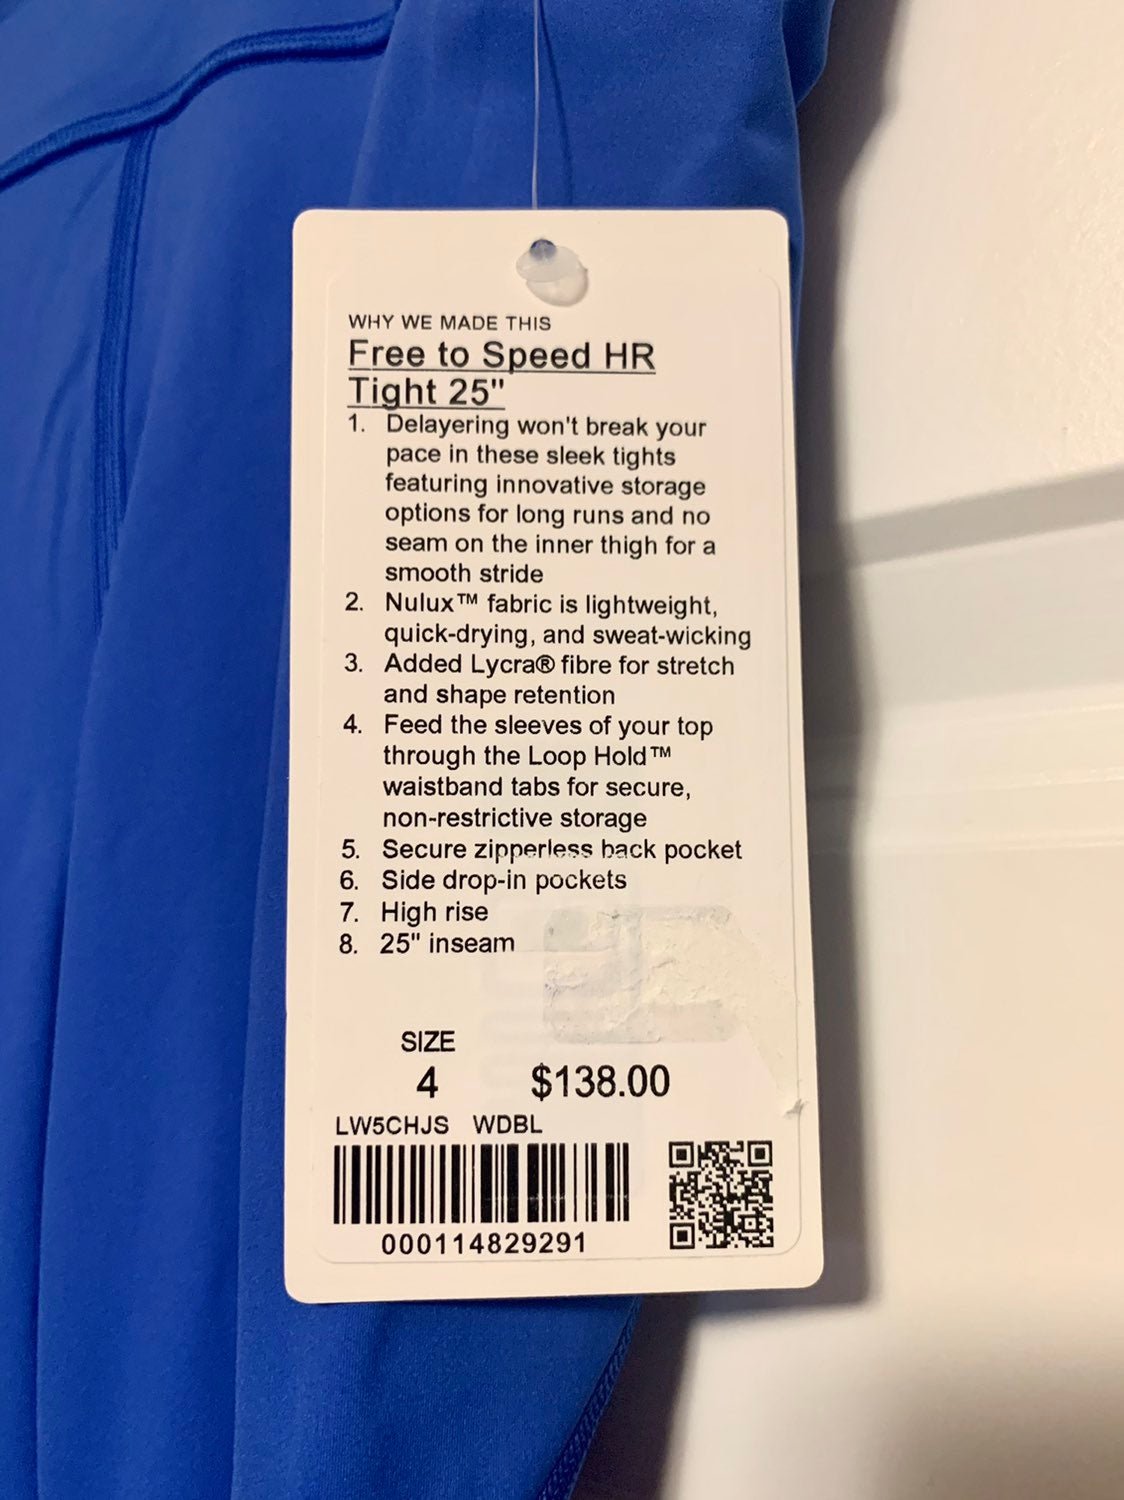 WHY WE MADE THIS
Free to Speed HR
Tight 25"
1. Delayering won't break your
pace in these sleek tights
featuring innovative storage
options for long runs and no
seam on the inner thigh for a
smooth stride
2. Nulux™ fabric is lightweight,
quick-drying, and sweat-wicking
3. Added Lycra® fibre for stretch
and shape retention
4. Feed the sleeves of your top
through the Loop Hold™
waistband tabs for secure,
non-restrictive storage
5. Secure zipperless back pocket
6. Side drop-in pockets
7. High rise
8. 25" inseam
SIZE
4 $138.00
LW5CHJS WDBL
000114829291